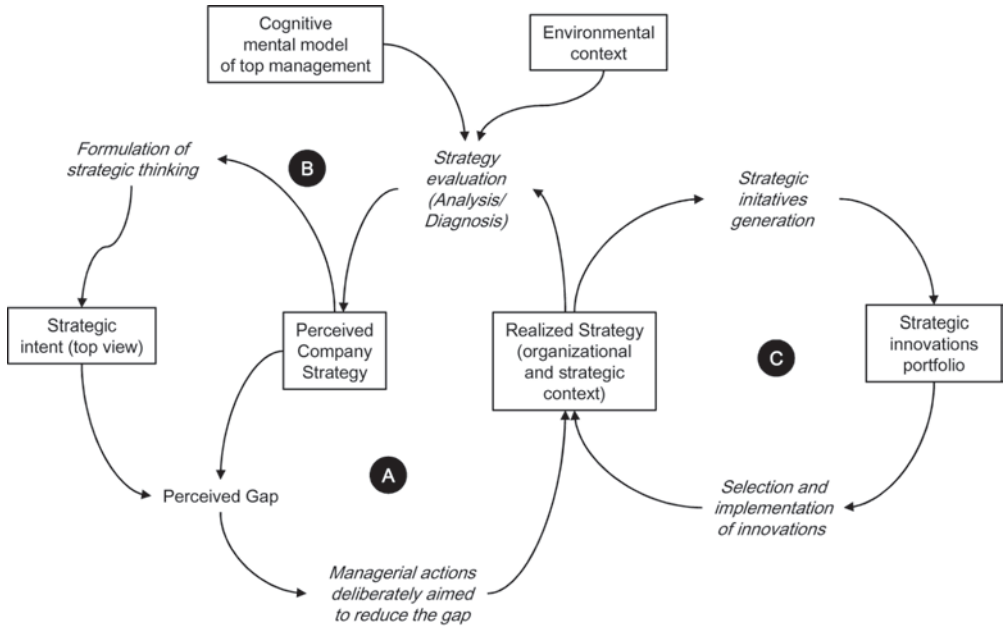 Cognitive
mental model
of top management
Environmental
context
Formulation of
strategic thinking
B
Strategy
evaluation
(Analysis/
Diagnosis)
Strategic
initatives
generation
Strategic
intent (top view)
Perceived
Company
Strategy
Realized Strategy
(organizational
and strategic
context)
C
Strategic
innovations
portfolio
A
Perceived Gap
Selection and
implementation
of innovations
Managerial actions
deliberately aimed
to reduce the gap